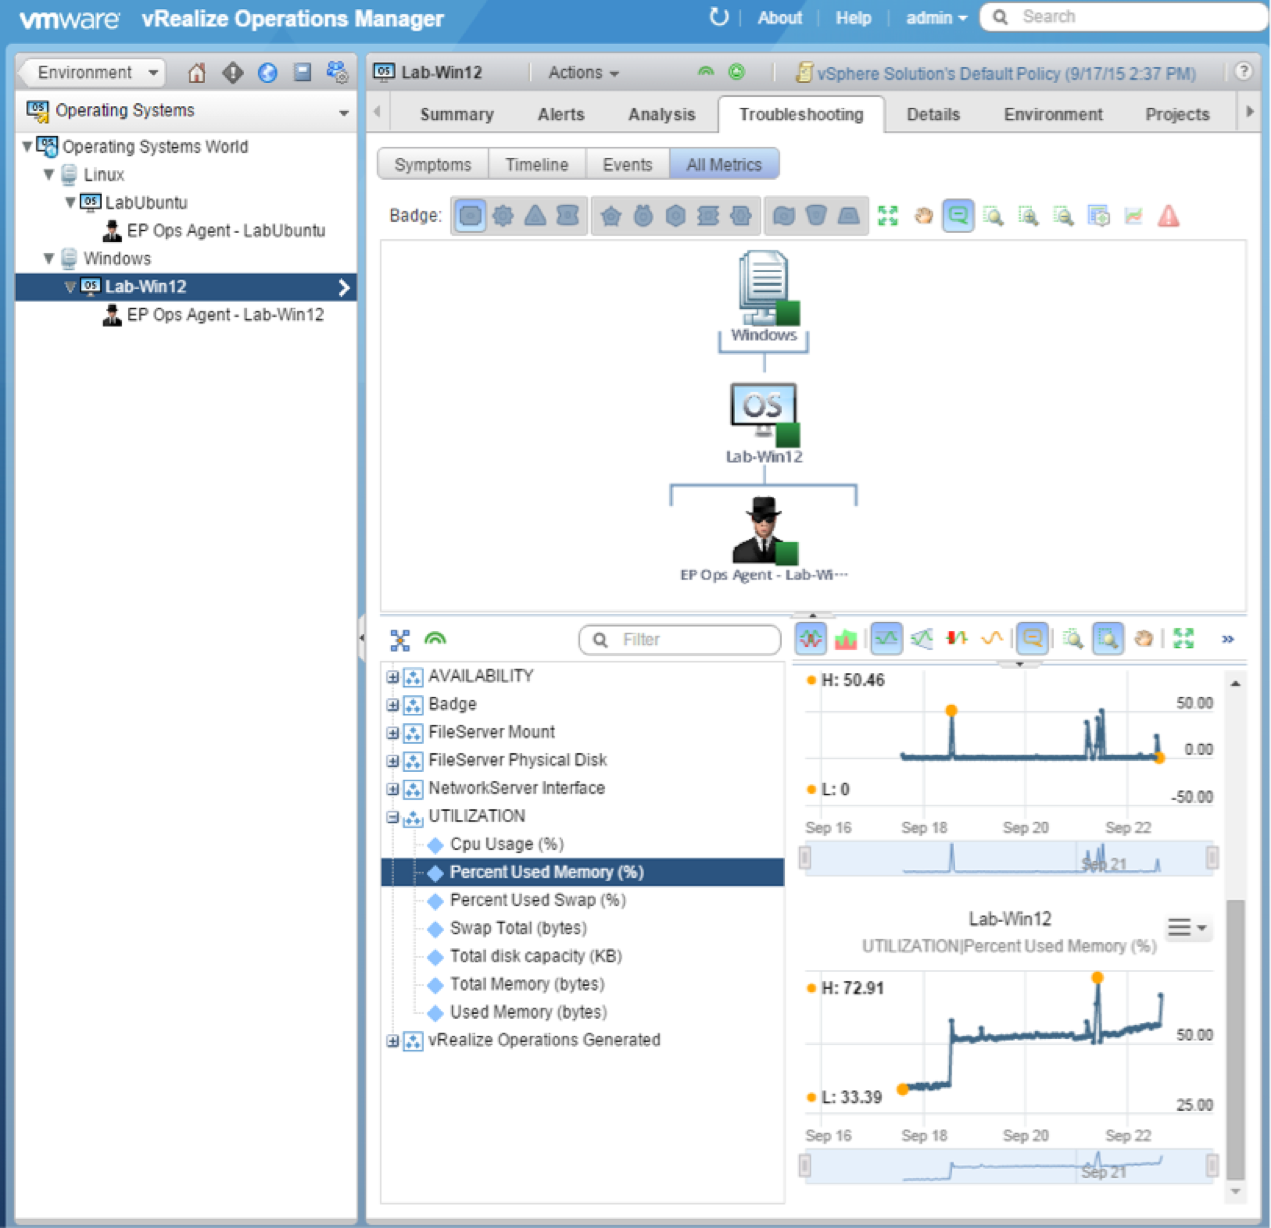 vmware vRealize Operations Manager
About Help admin Search
Environment
Operating Systems
Operating Systems World
Linux
LabUbuntu
EP Ops Agent - LabUbuntu
Windows
Lab-Win12
EP Ops Agent - Lab-Win12
Lab-Win12 Actions vSphere Solution's Default Policy (9/17/15 2:37 PM) ?
Summary Alerts Analysis Troubleshooting Details Environment Projects
Symptoms Timeline Events All Metrics
Badge:
Windows
OS
Lab-Win12
EP Ops Agent - Lab-Wi...
Filter
AVAILABILITY
Badge
FileServer Mount
FileServer Physical Disk
NetworkServer Interface
UTILIZATION
Cpu Usage (%)
Percent Used Memory (%)
Percent Used Swap (%)
Swap Total (bytes)
Total disk capacity (KB)
Total Memory (bytes)
Used Memory (bytes)
vRealize Operations Generated
H: 50.46
50.00
0.00
L: 0
-50.00
Sep 16 Sep 18 Sep 20 Sep 22
Sep 21
Lab-Win12
UTILIZATION|Percent Used Memory (%)
H: 72.91
50.00
L: 33.39
25.00
Sep 16 Sep 18 Sep 20 Sep 22
Sep 21